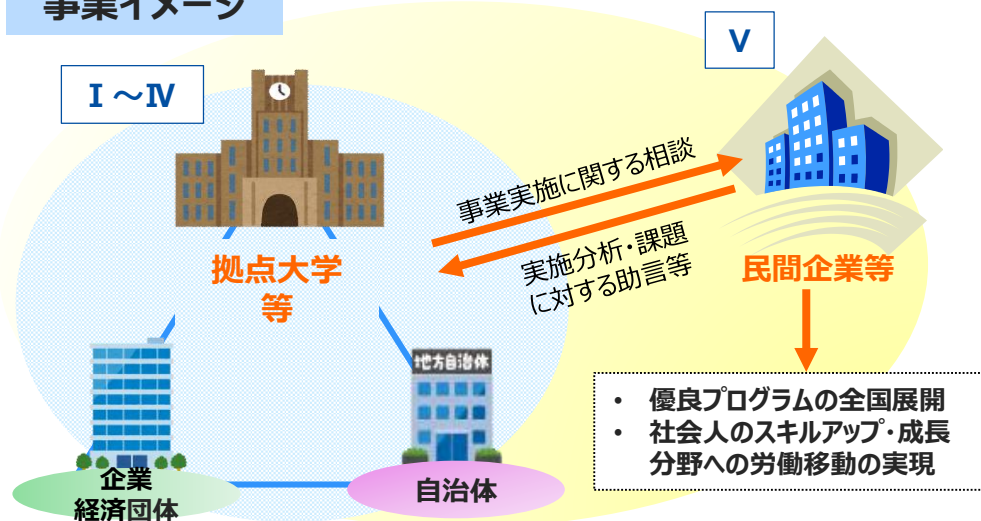 事業イメージ
Ⅰ～Ⅳ
Ⅴ
事業実施に関する相談
実施分析・課題
に対する助言等
拠点大学
等
民間企業等
地方自治体
企業
経済団体
自治体
・ 優良プログラムの全国展開
・ 社会人のスキルアップ・成長
分野への労働移動の実現